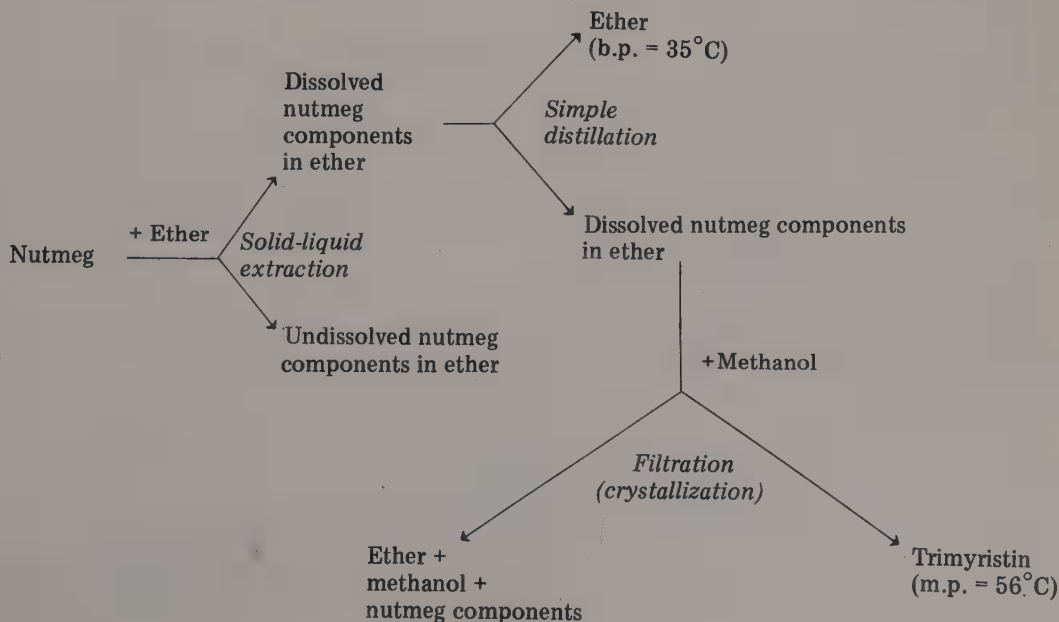 Ether
(b.p. = 35°C)
Dissolved
nutmeg
components
in ether
Simple
distillation
Dissolved nutmeg components
in ether
Nutmeg
+ Ether
Solid-liquid
extraction
Undissolved nutmeg
components in ether
+Methanol
Filtration
(crystallization)
Ether +
methanol +
nutmeg components
Trimyristin
(m.p. = 56°C)